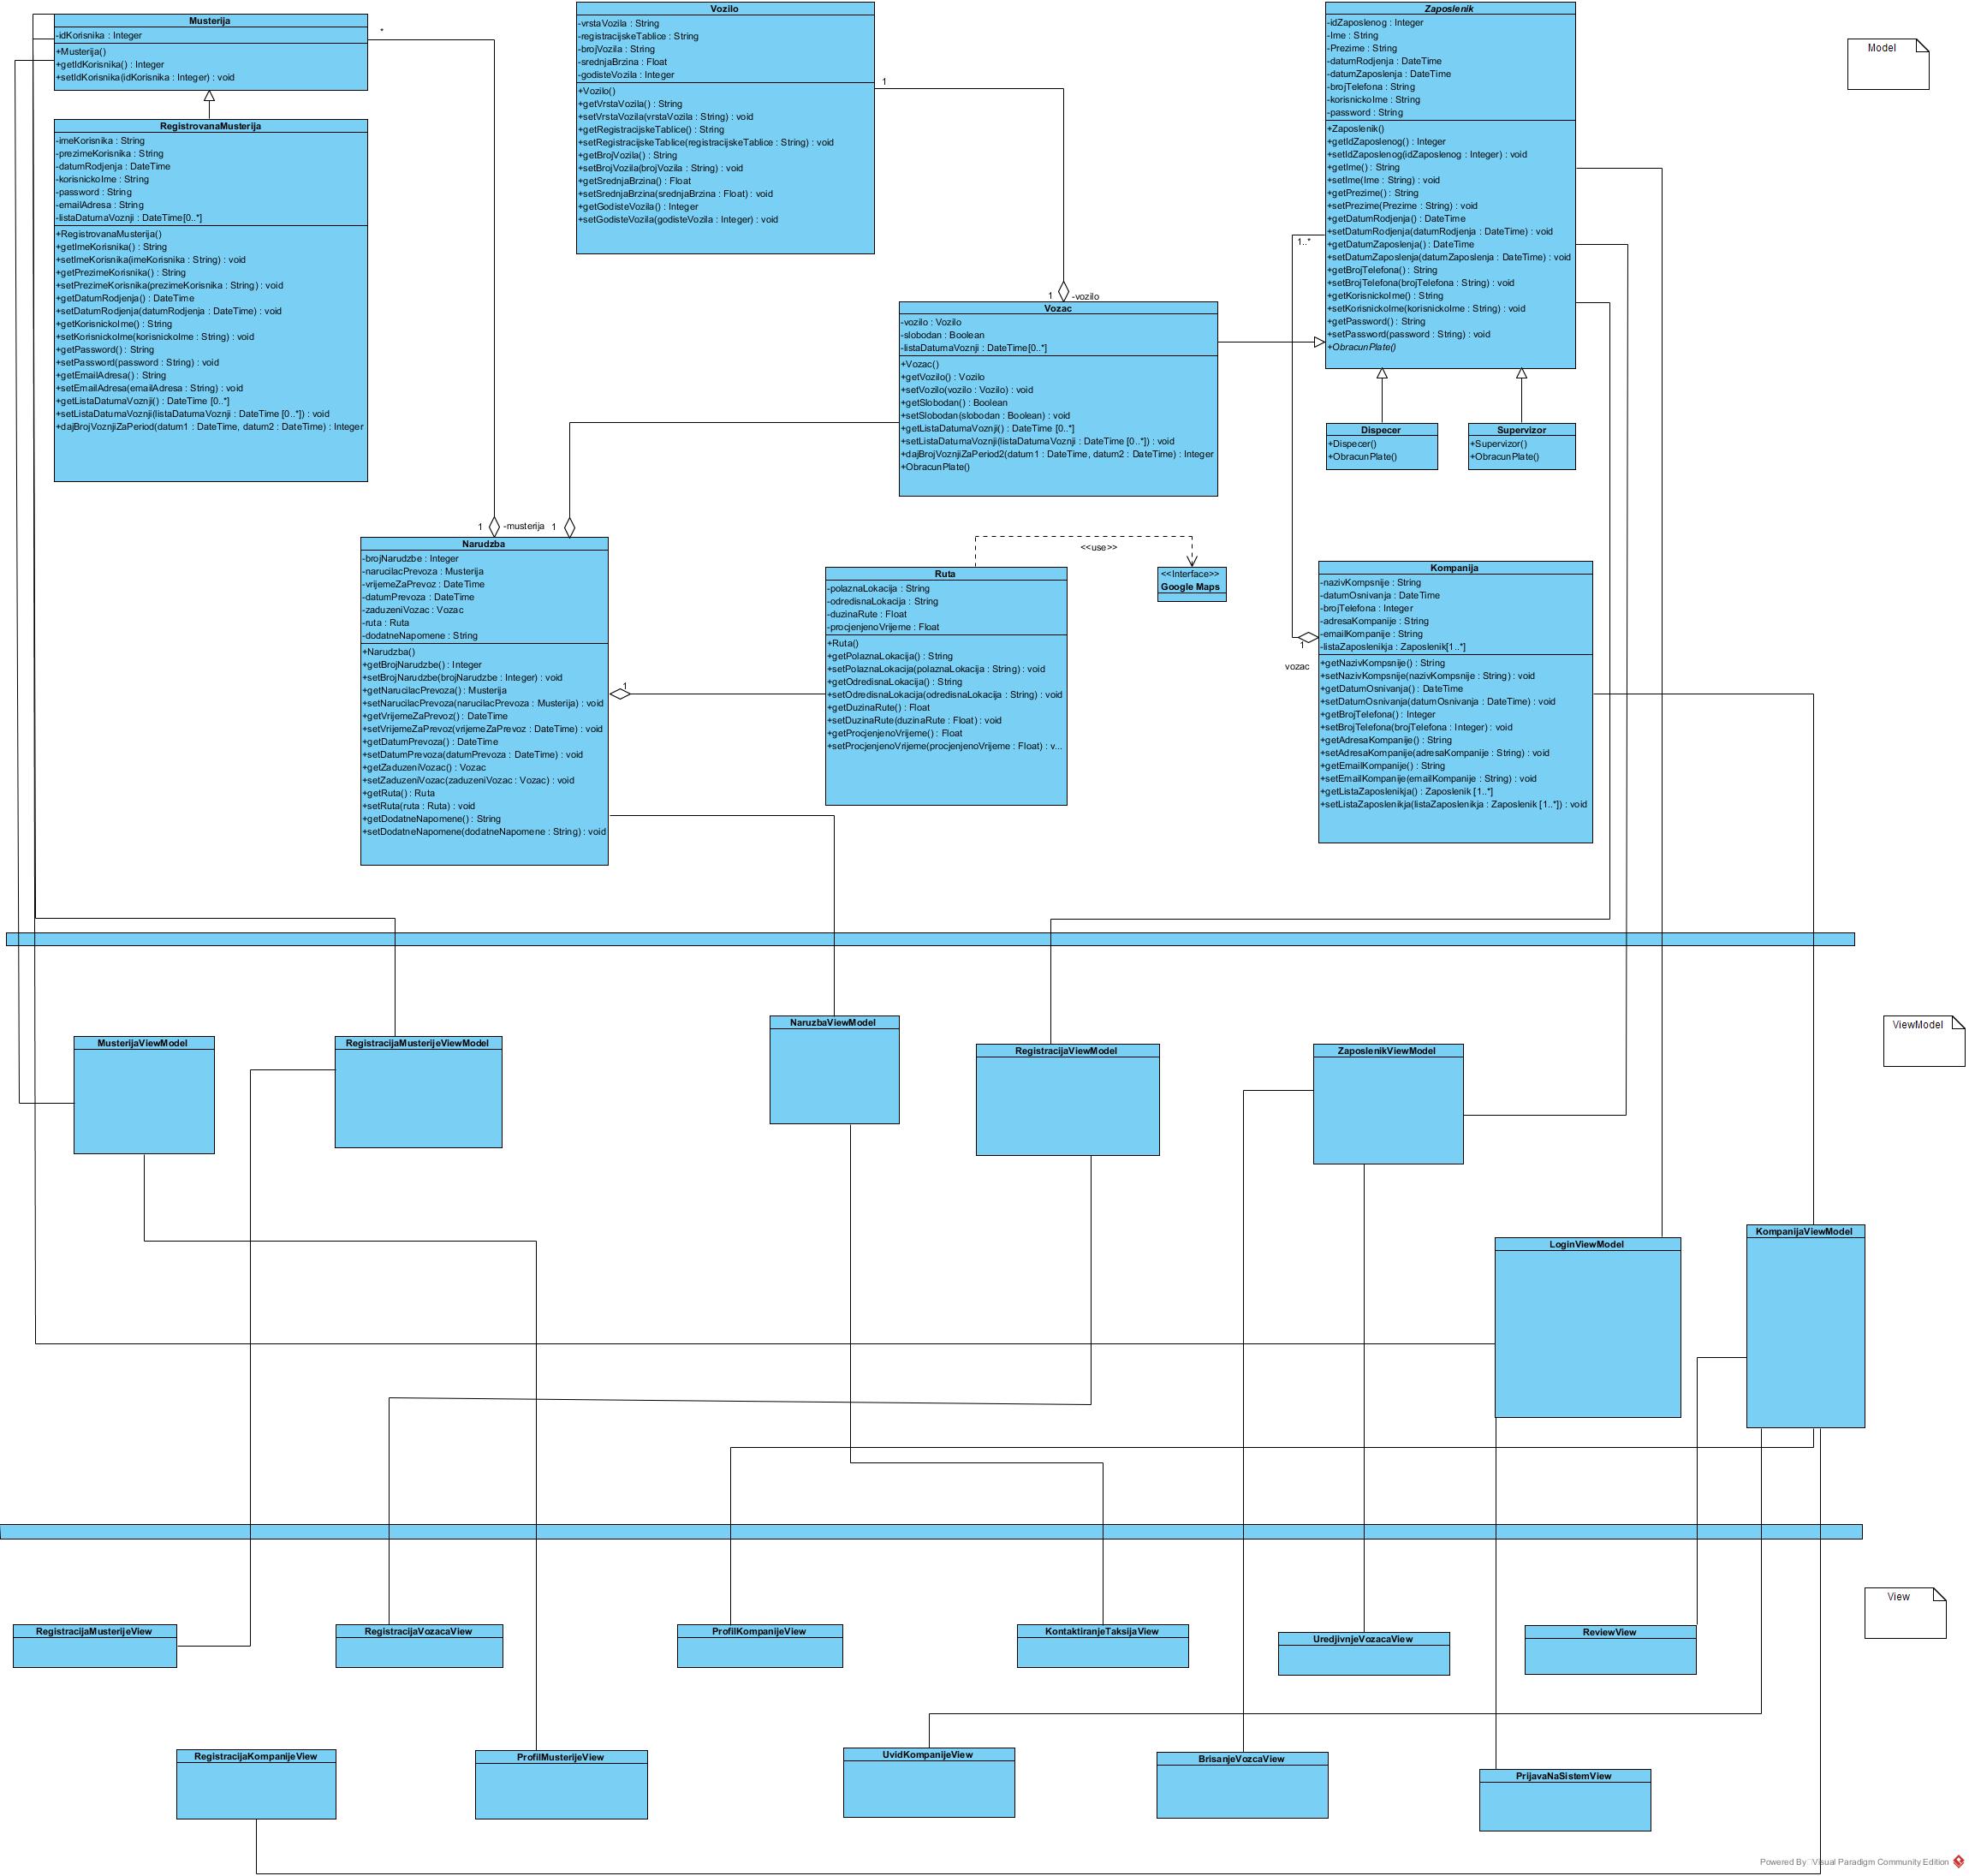 Musterija
-idKorisnika : Integer
+Musterija()
+getIdKorisnika() : Integer
+setIdKorisnika(idKorisnika : Integer) : void
*
RegistrovanaMusterija
-imeKorisnika : String
-prezimeKorisnika : String
-datumRodjenja : DateTime
-korisnickoIme : String
-password : String
-emailAdresa : String
-listaDatumaVoznji : DateTime[0..*]
+RegistrovanaMusterija()
+getImeKorisnika() : String
+setImeKorisnika(imeKorisnika : String) : void
+getPrezimeKorisnika() : String
+setPrezimeKorisnika(prezimeKorisnika : String) : void
+getDatumRodjenja() : DateTime
+setDatumRodjenja(datumRodjenja : DateTime) : void
+getKorisnickoIme() : String
+setKorisnickoIme(korisnickoIme : String) : void
+getPassword() : String
+setPassword(password : String) : void
+getEmailAdresa() : String
+setEmailAdresa(emailAdresa : String) : void
+getListaDatumaVoznji() : DateTime [0..*]
+setListaDatumaVoznji(listaDatumaVoznji : DateTime [0..*]) : void
+dajBrojVoznjiZaPeriod(datum1 : DateTime, datum2 : DateTime) : Integer
Vozilo
-vrstaVozila : String
-registracijskeTablice : String
-brojVozila : String
-srednjaBrzina : Float
-godisteVozila : Integer
+Vozilo()
+getVrstaVozila() : String
+setVrstaVozila(vrstaVozila : String) : void
+getRegistracijskeTablice() : String
+setRegistracijskeTablice(registracijskeTablice : String) : void
+getBrojVozila() : String
+setBrojVozila(brojVozila : String) : void
+getSrednjaBrzina() : Float
+setSrednjaBrzina(srednjaBrzina : Float) : void
+getGodisteVozila() : Integer
+setGodisteVozila(godisteVozila : Integer) : void
1
1
-vozilo
Vozac
-vozilo : Vozilo
-slobodan : Boolean
-listaDatumaVoznji : DateTime[0..*]
+Vozac()
+getVozilo() : Vozilo
+setVozilo(vozilo : Vozilo) : void
+getSlobodan() : Boolean
+setSlobodan(slobodan : Boolean) : void
+getListaDatumaVoznji() : DateTime [0..*]
+setListaDatumaVoznji(listaDatumaVoznji : DateTime [0..*]) : void
+dajBrojVoznjiZaPeriod2(datum1 : DateTime, datum2 : DateTime) : Integer
+ObracunPlate()
Zaposlenik
-idZaposlenog : Integer
-Ime : String
-Prezime : String
-datumRodjenja : DateTime
-datumZaposlenja : DateTime
-brojTelefona : String
-korisnickoIme : String
-password : String
+Zaposlenik()
+getIdZaposlenog() : Integer
+setIdZaposlenog(idZaposlenog : Integer) : void
+getIme() : String
+setIme(Ime : String) : void
+getPrezime() : String
+setPrezime(Prezime : String) : void
+getDatumRodjenja() : DateTime
+setDatumRodjenja(datumRodjenja : DateTime) : void
+getDatumZaposlenja() : DateTime
+setDatumZaposlenja(datumZaposlenja : DateTime) : void
+getBrojTelefona() : String
+setBrojTelefona(brojTelefona : String) : void
+getKorisnickoIme() : String
+setKorisnickoIme(korisnickoIme : String) : void
+getPassword() : String
+setPassword(password : String) : void
+ObracunPlate()
Model
1..*
Dispecer
+Dispecer()
+ObracunPlate()
Supervizor
+Supervizor()
+ObracunPlate()
1
-musterija
1
Narudzba
-brojNarudzbe : Integer
-narucilacPrevoza : Musterija
-vrijemeZaPrevoz : DateTime
-datumPrevoza : DateTime
-zaduzeniVozac : Vozac
-ruta : Ruta
-dodatneNapomene : String
+Narudzba()
+getBrojNarudzbe() : Integer
+setBrojNarudzbe(brojNarudzbe : Integer) : void
+getNarucilacPrevoza() : Musterija
+setNarucilacPrevoza(narucilacPrevoza : Musterija) : void
+getVrijemeZaPrevoz() : DateTime
+setVrijemeZaPrevoz(vrijemeZaPrevoz : DateTime) : void
+getDatumPrevoza() : DateTime
+setDatumPrevoza(datumPrevoza : DateTime) : void
+getZaduzeniVozac() : Vozac
+setZaduzeniVozac(zaduzeniVozac : Vozac) : void
+getRuta() : Ruta
+setRuta(ruta : Ruta) : void
+getDodatneNapomene() : String
+setDodatneNapomene(dodatneNapomene : String) : void
1
Ruta
-polaznaLokacija : String
-odredisnaLokacija : String
-duzinaRute : Float
-procjenjenoVrijeme : Float
+Ruta()
+getPolaznaLokacija() : String
+setPolaznaLokacija(polaznaLokacija : String) : void
+getOdredisnaLokacija() : String
+setOdredisnaLokacija(odredisnaLokacija : String) : void
+getDuzinaRute() : Float
+setDuzinaRute(duzinaRute : Float) : void
+getProcjenjenoVrijeme() : Float
+setProcjenjenoVrijeme(procjenjenoVrijeme : Float) : v...
<<use>>
<<Interface>>
Google Maps
1
vozac
Kompanija
-nazivKompsnije : String
-datumOsnivanja : DateTime
-brojTelefona : Integer
-adresaKompanije : String
-emailKompanije : String
-listaZaposlenikja : Zaposlenik[1..*]
+getNazivKompsnije() : String
+setNazivKompsnije(nazivKompsnije : String) : void
+getDatumOsnivanja() : DateTime
+setDatumOsnivanja(datumOsnivanja : DateTime) : void
+getBrojTelefona() : Integer
+setBrojTelefona(brojTelefona : Integer) : void
+getAdresaKompanije() : String
+setAdresaKompanije(adresaKompanije : String) : void
+getEmailKompanije() : String
+setEmailKompanije(emailKompanije : String) : void
+getListaZaposlenikja() : Zaposlenik [1..*]
+setListaZaposlenikja(listaZaposlenikja : Zaposlenik [1..*]) : void
MusterijaViewModel
RegistracijaMusterijeViewModel
NaruzbaViewModel
RegistracijaViewModel
ZaposlenikViewModel
ViewModel
LoginViewModel
KompanijaViewModel
View
RegistracijaMusterijeView
RegistracijaVozacaView
ProfilKompanijeView
KontaktiranjeTaksijaView
UredjivnjeVozacaView
ReviewView
RegistracijaKompanijeView
ProfilMusterijeView
UvidKompanijeView
BrisanjeVozcaView
PrijavaNaSistemView
Powered By Visual Paradigm Community Edition